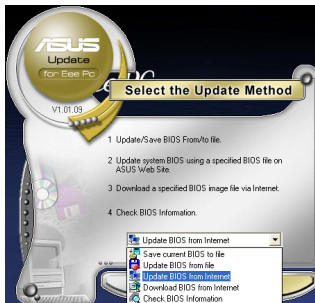 ASUS
Update
for Eee Pc
V1.01.09
Select the Update Method
1 Update/Save BIOS From/to file.
2 Update system BIOS using a specified BIOS file on
ASUS Web Site.
3 Download a specified BIOS image file via Internet.
4 Check BIOS Information.
Update BIOS from Internet
Save current BIOS to file
Update BIOS from file
Update BIOS from Internet
Download BIOS from Internet
Check BIOS Information